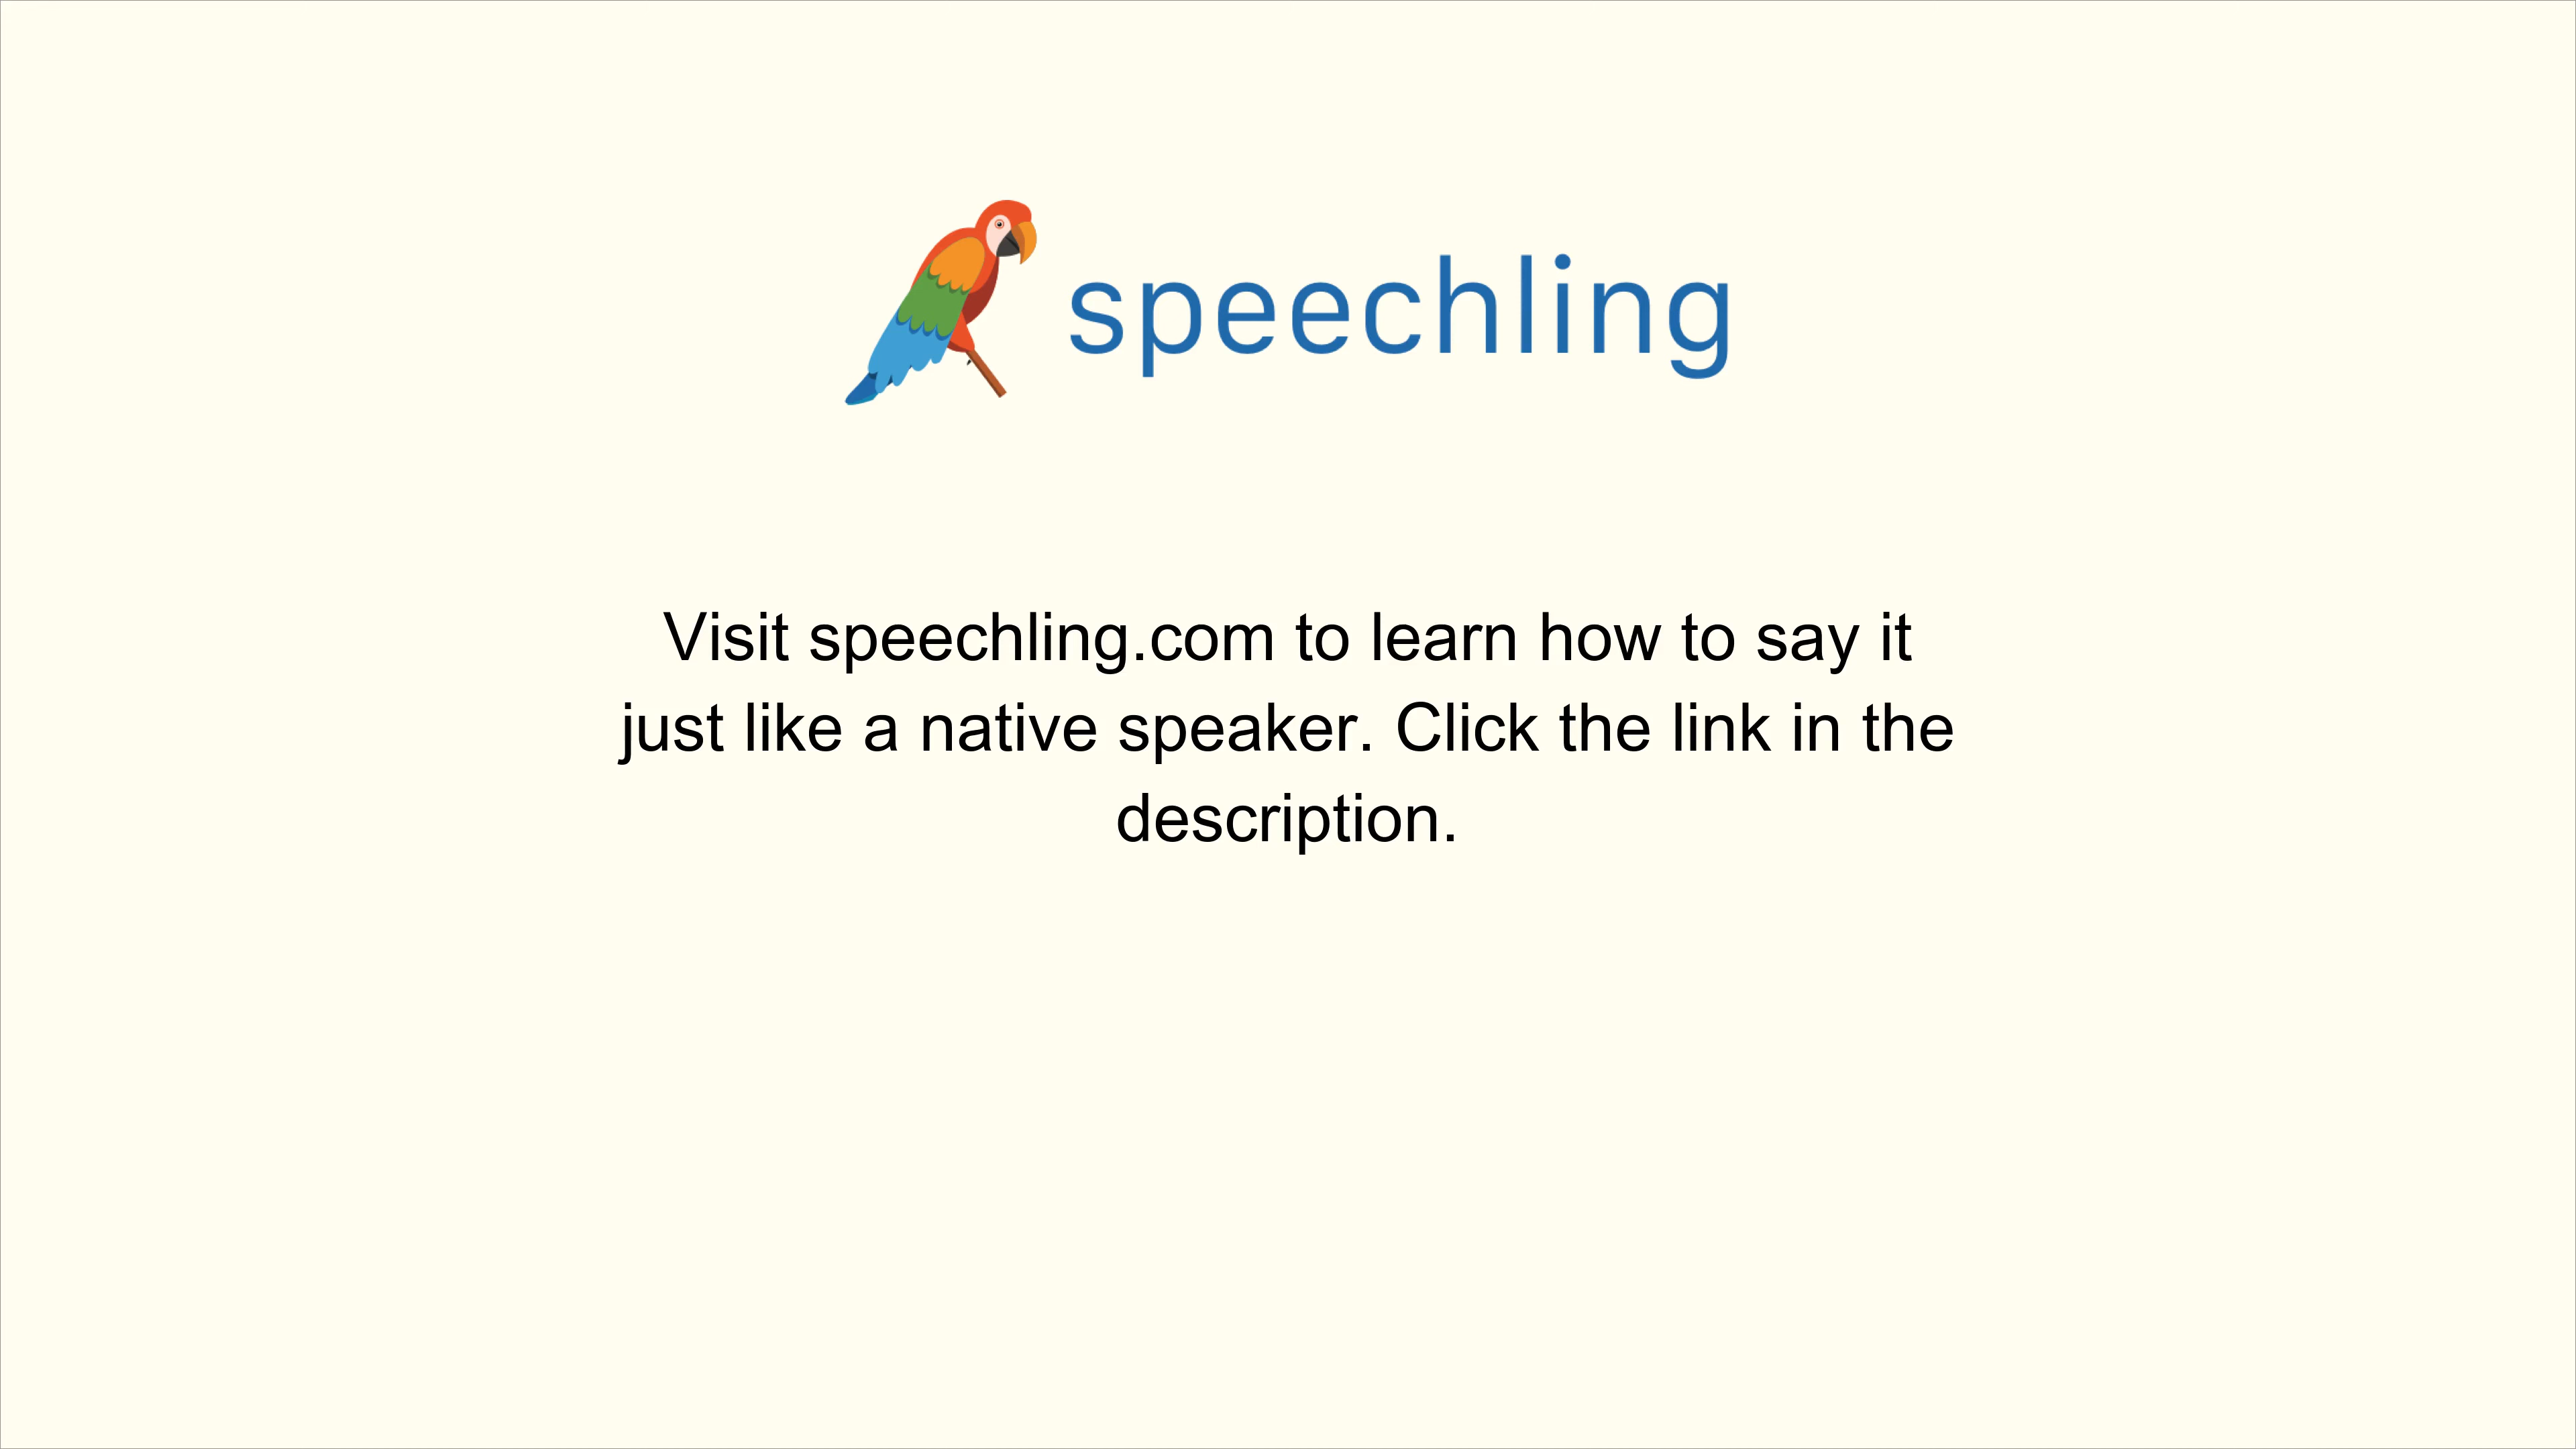 speechling
Visit speechling.com to learn how to say it
just like a native speaker. Click the link in the
description.